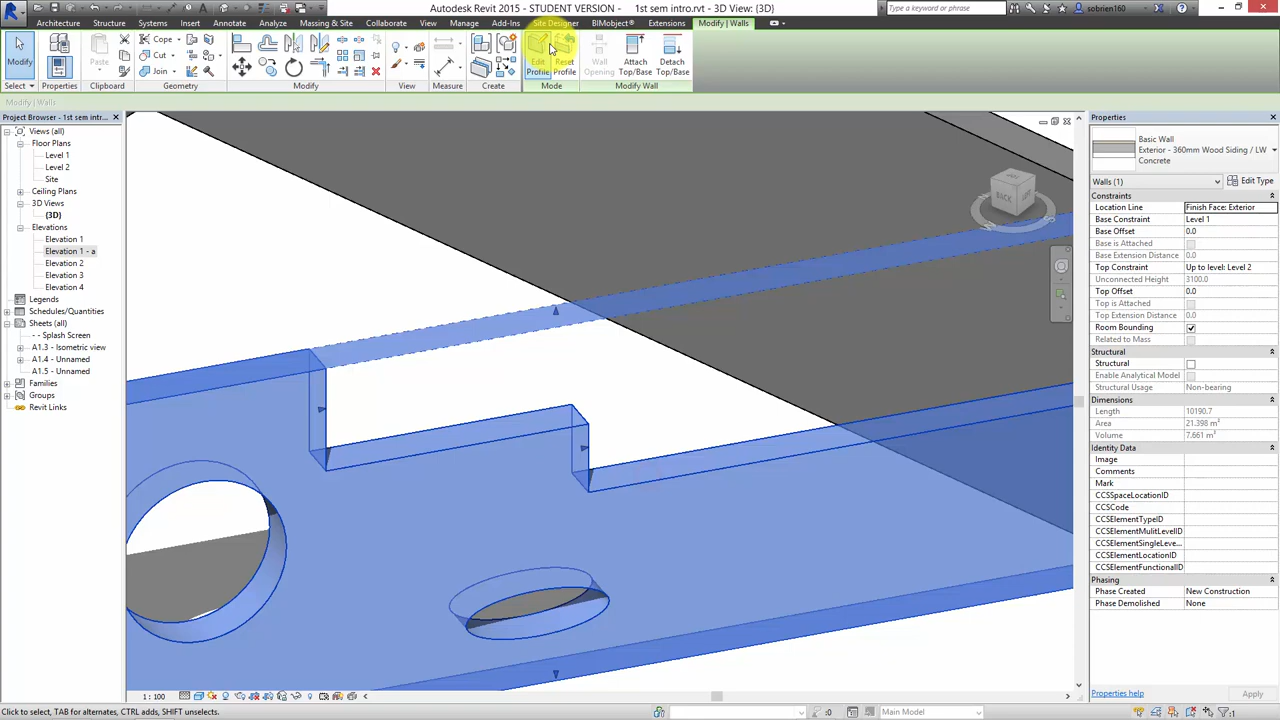 Autodesk Revit 2015 - STUDENT VERSION - 1st sem intro.rvt - 3D View: {3D}
Type a keyword or phrase
sobrien160
Architecture Structure Systems Insert Annotate Analyze Massing & Site Collaborate View Manage Add-Ins Site Designer BIMobject® Extensions Modify | Walls
Modify
Paste
Cope
Cut
Join
Edit Profile
Reset Profile
Wall Opening
Attach Top/Base
Detach Top/Base
Select Properties Clipboard Geometry Modify View Measure Create Mode Modify Wall
Modify | Walls
Project Browser - 1st sem intr...
Views (all)
Floor Plans
Level 1
Level 2
Site
Ceiling Plans
3D Views
{3D}
Elevations
Elevation 1
Elevation 1 - a
Elevation 2
Elevation 3
Elevation 4
Legends
Schedules/Quantities
Sheets (all)
- - Splash Screen
A1.3 - Isometric view
A1.4 - Unnamed
A1.5 - Unnamed
Families
Groups
Revit Links
BACK
Properties
Basic Wall
Exterior - 360mm Wood Siding / LW
Concrete
Walls (1)
Edit Type
Constraints
Location Line Finish Face: Exterior
Base Constraint Level 1
Base Offset 0.0
Base is Attached
Base Extension Distance 0.0
Top Constraint Up to level: Level 2
Unconnected Height 3100.0
Top Offset 0.0
Top is Attached
Top Extension Distance 0.0
Room Bounding
Related to Mass
Structural
Structural
Enable Analytical Model
Structural Usage Non-bearing
Dimensions
Length 10190.7
Area 21.398 m²
Volume 7.661 m³
Identity Data
Image
Comments
Mark
CCSSpaceLocationID
CCSCode
CCSElementTypeID
CCSElementMulitLevelID
CCSElementSingleLeve...
CCSElementLocationID
CCSElementFunctionalID
Phasing
Phase Created New Construction
Phase Demolished None
Properties help
Apply
1 : 100
Click to select, TAB for alternates, CTRL adds, SHIFT unselects.
:0
Main Model
:1